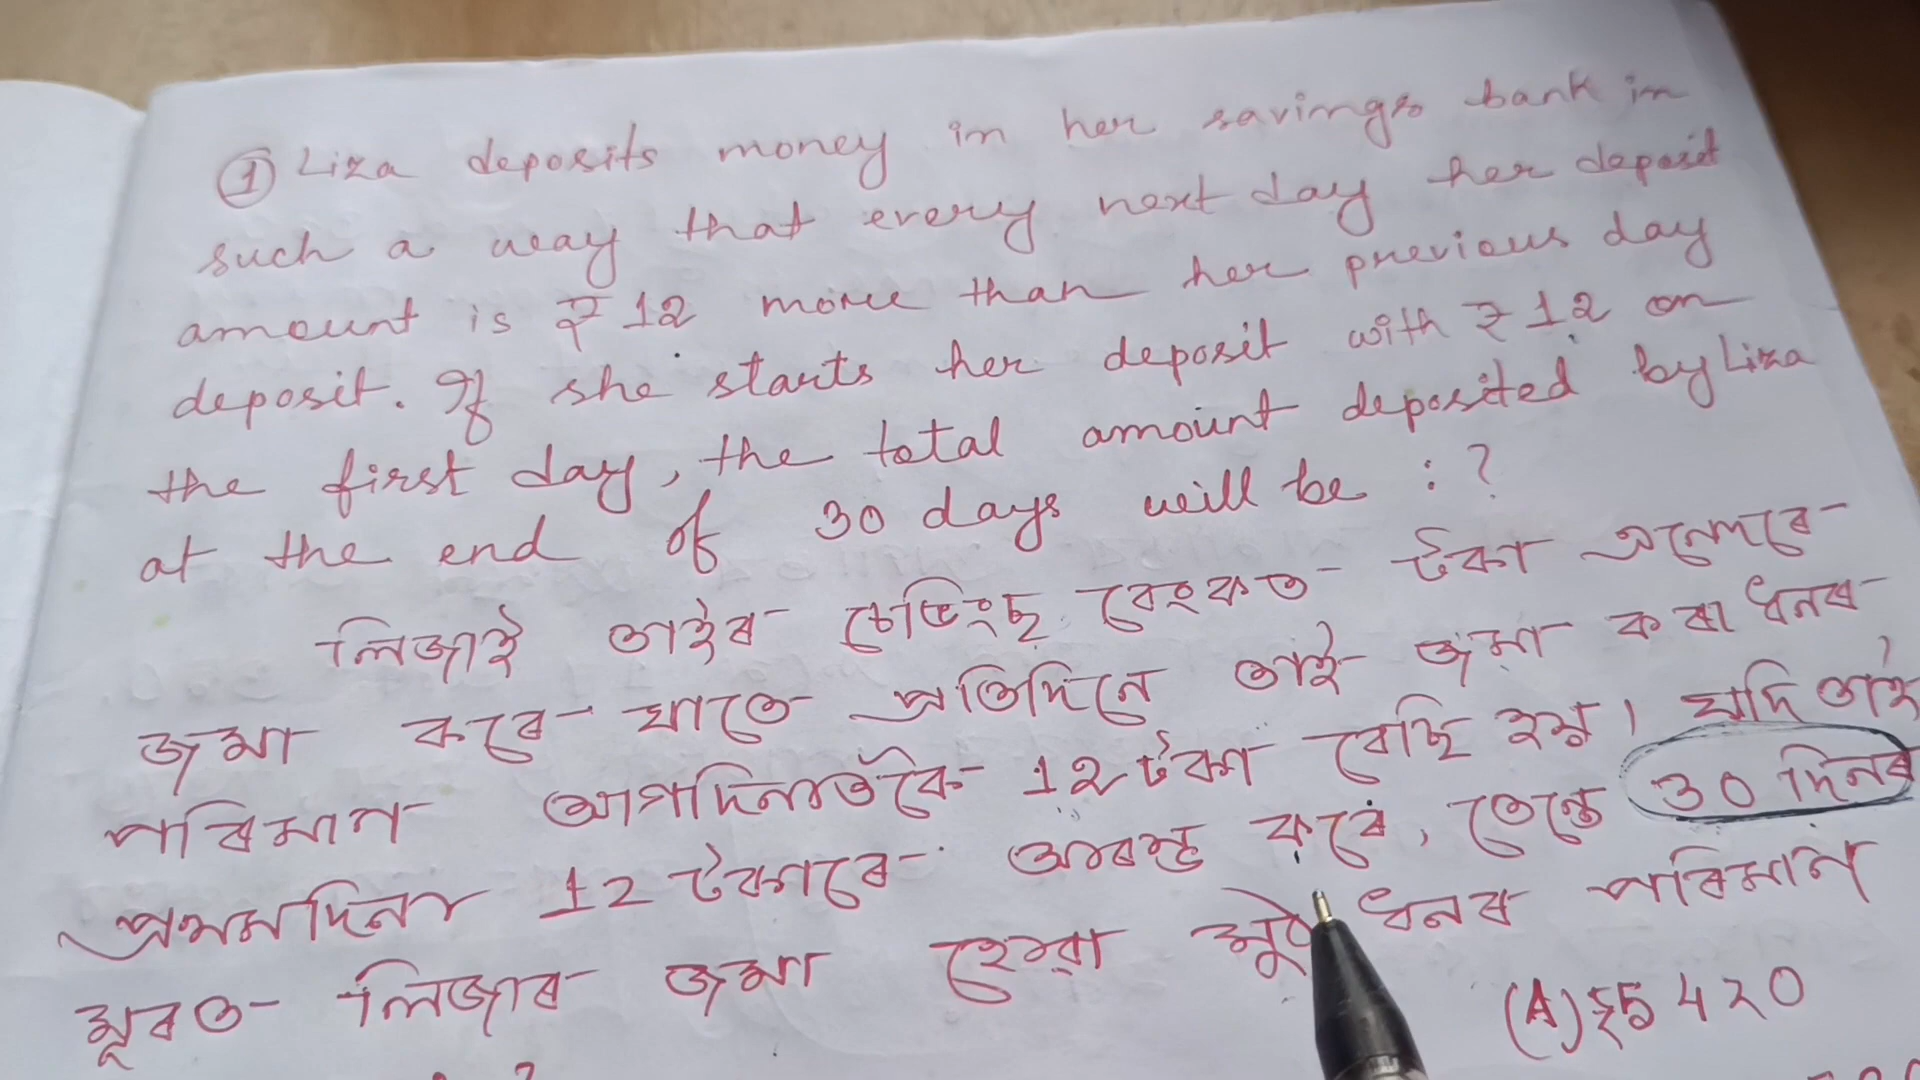 ① Liza deposits money in her savings bank in
such a way that every next day her deposit
amount is ₹ 12 more than her previous day
deposit. If she starts her deposit with ₹ 12 on
the first day, the total amount deposited by Liza
at the end of 30 days will be : ?
লিজাই তাইৰ ছেভিংছ বেংকত টকা এনেদৰে
জমা কৰে যাতে প্ৰতিদিনে তাই জমা কৰা ধনৰ
পৰিমাণ আগদিনাতকৈ 12 টকা বেছি হয়। যদি তাই
প্ৰথমদিনা 12 টকাৰে আৰম্ভ কৰে, তেন্তে 30 দিনৰ
মূৰত লিজাৰ জমা হোৱা মুঠ ধনৰ পৰিমাণ
(A) ₹5420